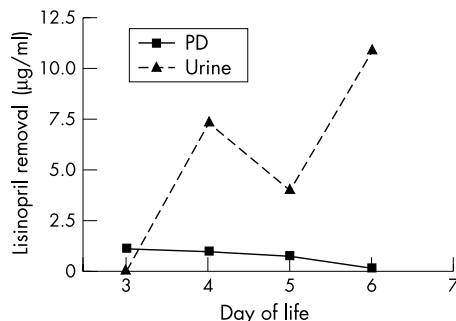 12.5
10.0
7.5
5.0
2.5
0
Lisinopril removal (µg/ml)
PD
Urine
3
4
5
6
7
Day of life